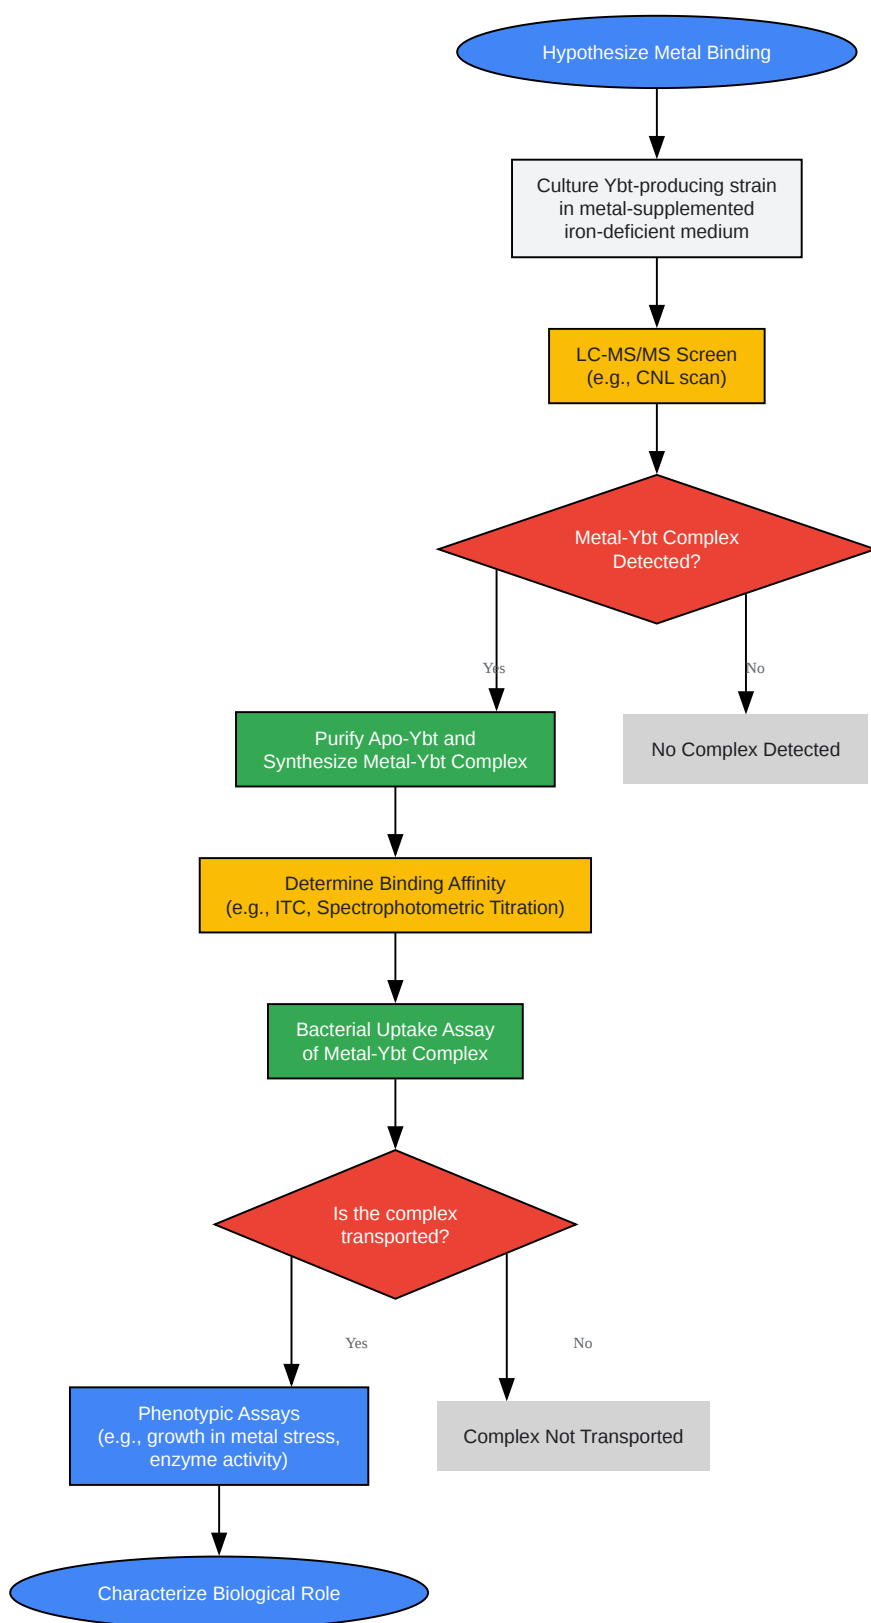 Hypothesize Metal Binding
Culture Ybt-producing strain
in metal-supplemented
iron-deficient medium
LC-MS/MS Screen
(e.g., CNL scan)
Metal-Ybt Complex
Detected?
Yes
No
Purify Apo-Ybt and
Synthesize Metal-Ybt Complex
No Complex Detected
Determine Binding Affinity
(e.g., ITC, Spectrophotometric Titration)
Bacterial Uptake Assay
of Metal-Ybt Complex
Is the complex
transported?
Yes
No
Phenotypic Assays
(e.g., growth in metal stress,
enzyme activity)
Complex Not Transported
Characterize Biological Role